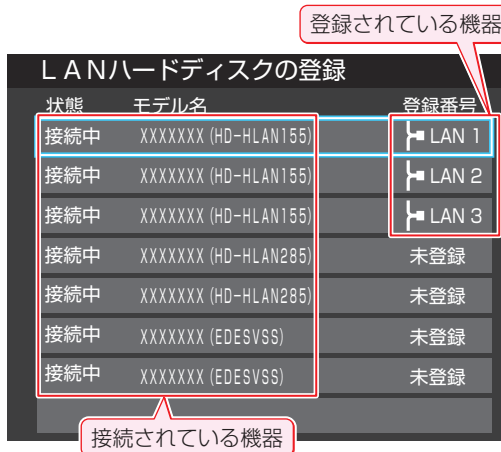 登録されている機器
LANハードディスクの登録
状態 モデル名 登録番号
接続中 XXXXXXX (HD-HLAN155) LAN 1
接続中 XXXXXXX (HD-HLAN155) LAN 2
接続中 XXXXXXX (HD-HLAN155) LAN 3
接続中 XXXXXXX (HD-HLAN285) 未登録
接続中 XXXXXXX (HD-HLAN285) 未登録
接続中 XXXXXXX (EDESVSS) 未登録
接続中 XXXXXXX (EDESVSS) 未登録
接続されている機器